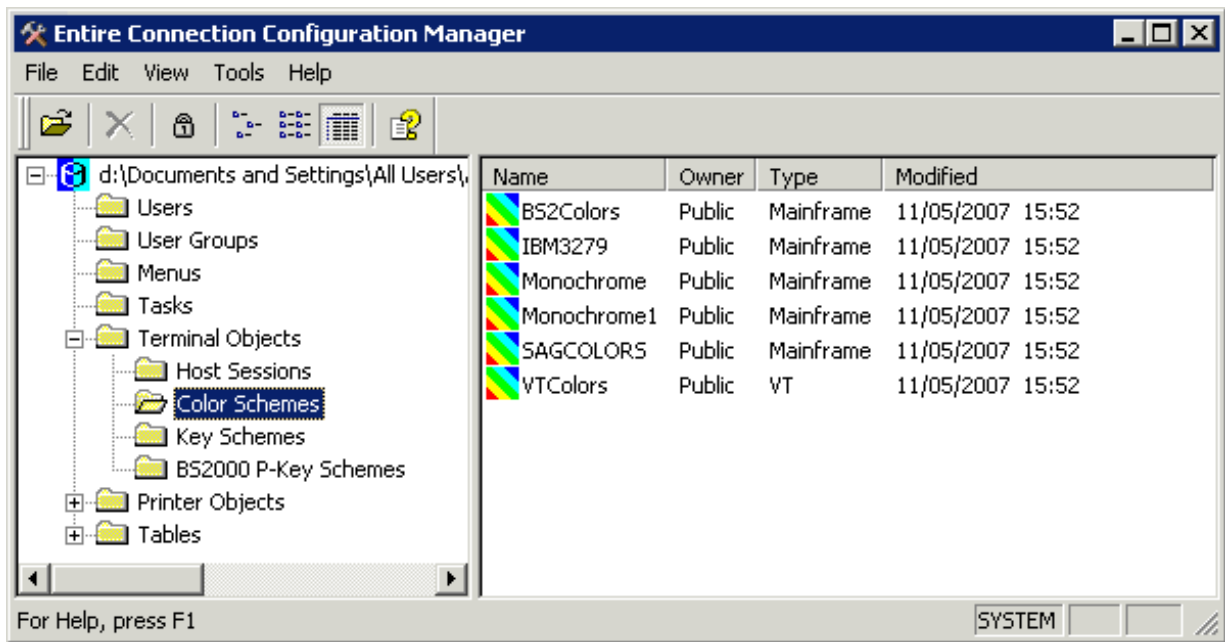 Entire Connection Configuration Manager
File Edit View Tools Help
d:\Documents and Settings\All Users\
Users
User Groups
Menus
Tasks
Terminal Objects
Host Sessions
Color Schemes
Key Schemes
BS2000 P-Key Schemes
Printer Objects
Tables
Name Owner Type Modified
BS2Colors Public Mainframe 11/05/2007 15:52
IBM3279 Public Mainframe 11/05/2007 15:52
Monochrome Public Mainframe 11/05/2007 15:52
Monochrome1 Public Mainframe 11/05/2007 15:52
SAGCOLORS Public Mainframe 11/05/2007 15:52
VTColors Public VT 11/05/2007 15:52
For Help, press F1
SYSTEM